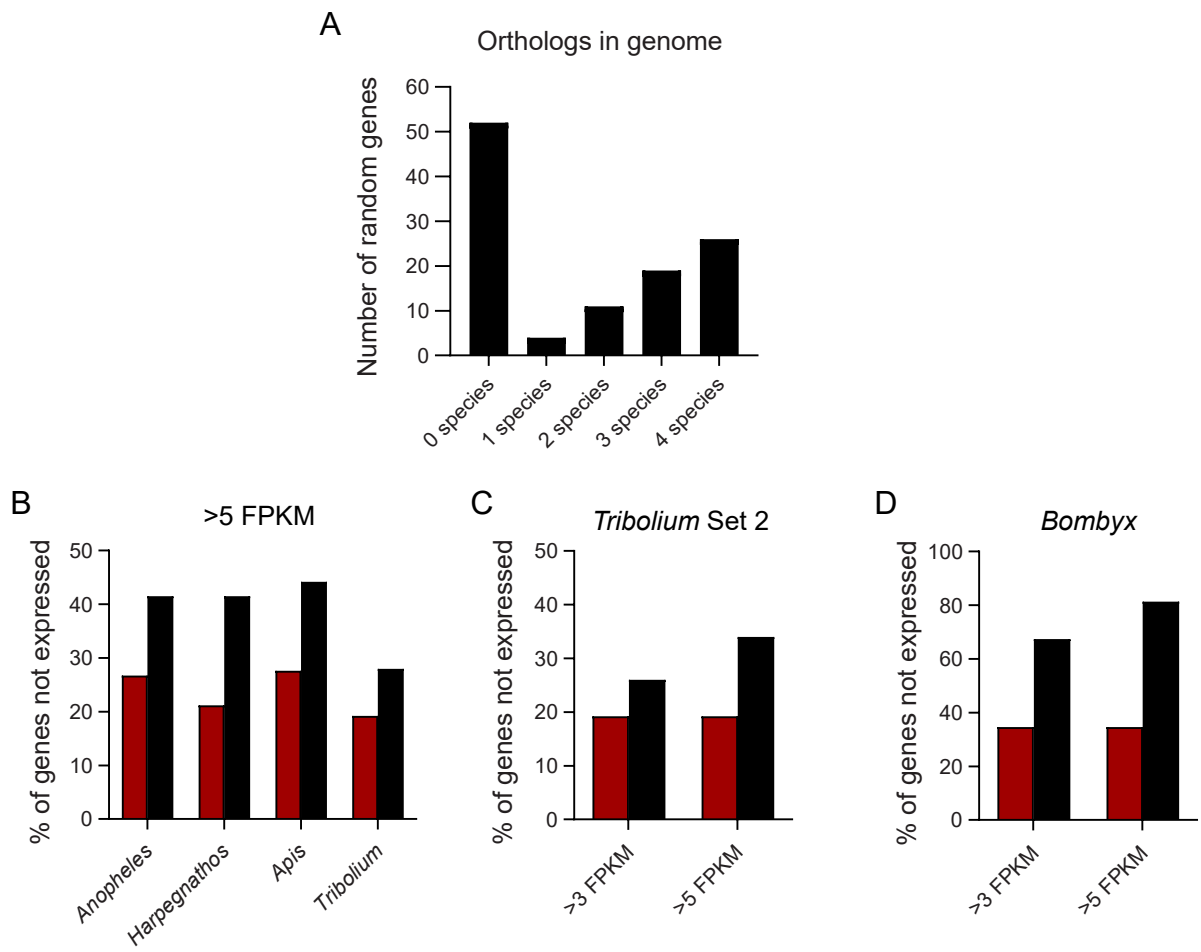 A
Orthologs in genome
Number of random genes
60
50
40
30
20
10
0
0 species
1 species
2 species
3 species
4 species
B
>5 FPKM
% of genes not expressed
50
40
30
20
10
0
Anopheles
Harpegnathos
Apis
Tribolium
C
Tribolium Set 2
% of genes not expressed
50
40
30
20
10
0
>3 FPKM
>5 FPKM
D
Bombyx
% of genes not expressed
100
80
60
40
20
0
>3 FPKM
>5 FPKM